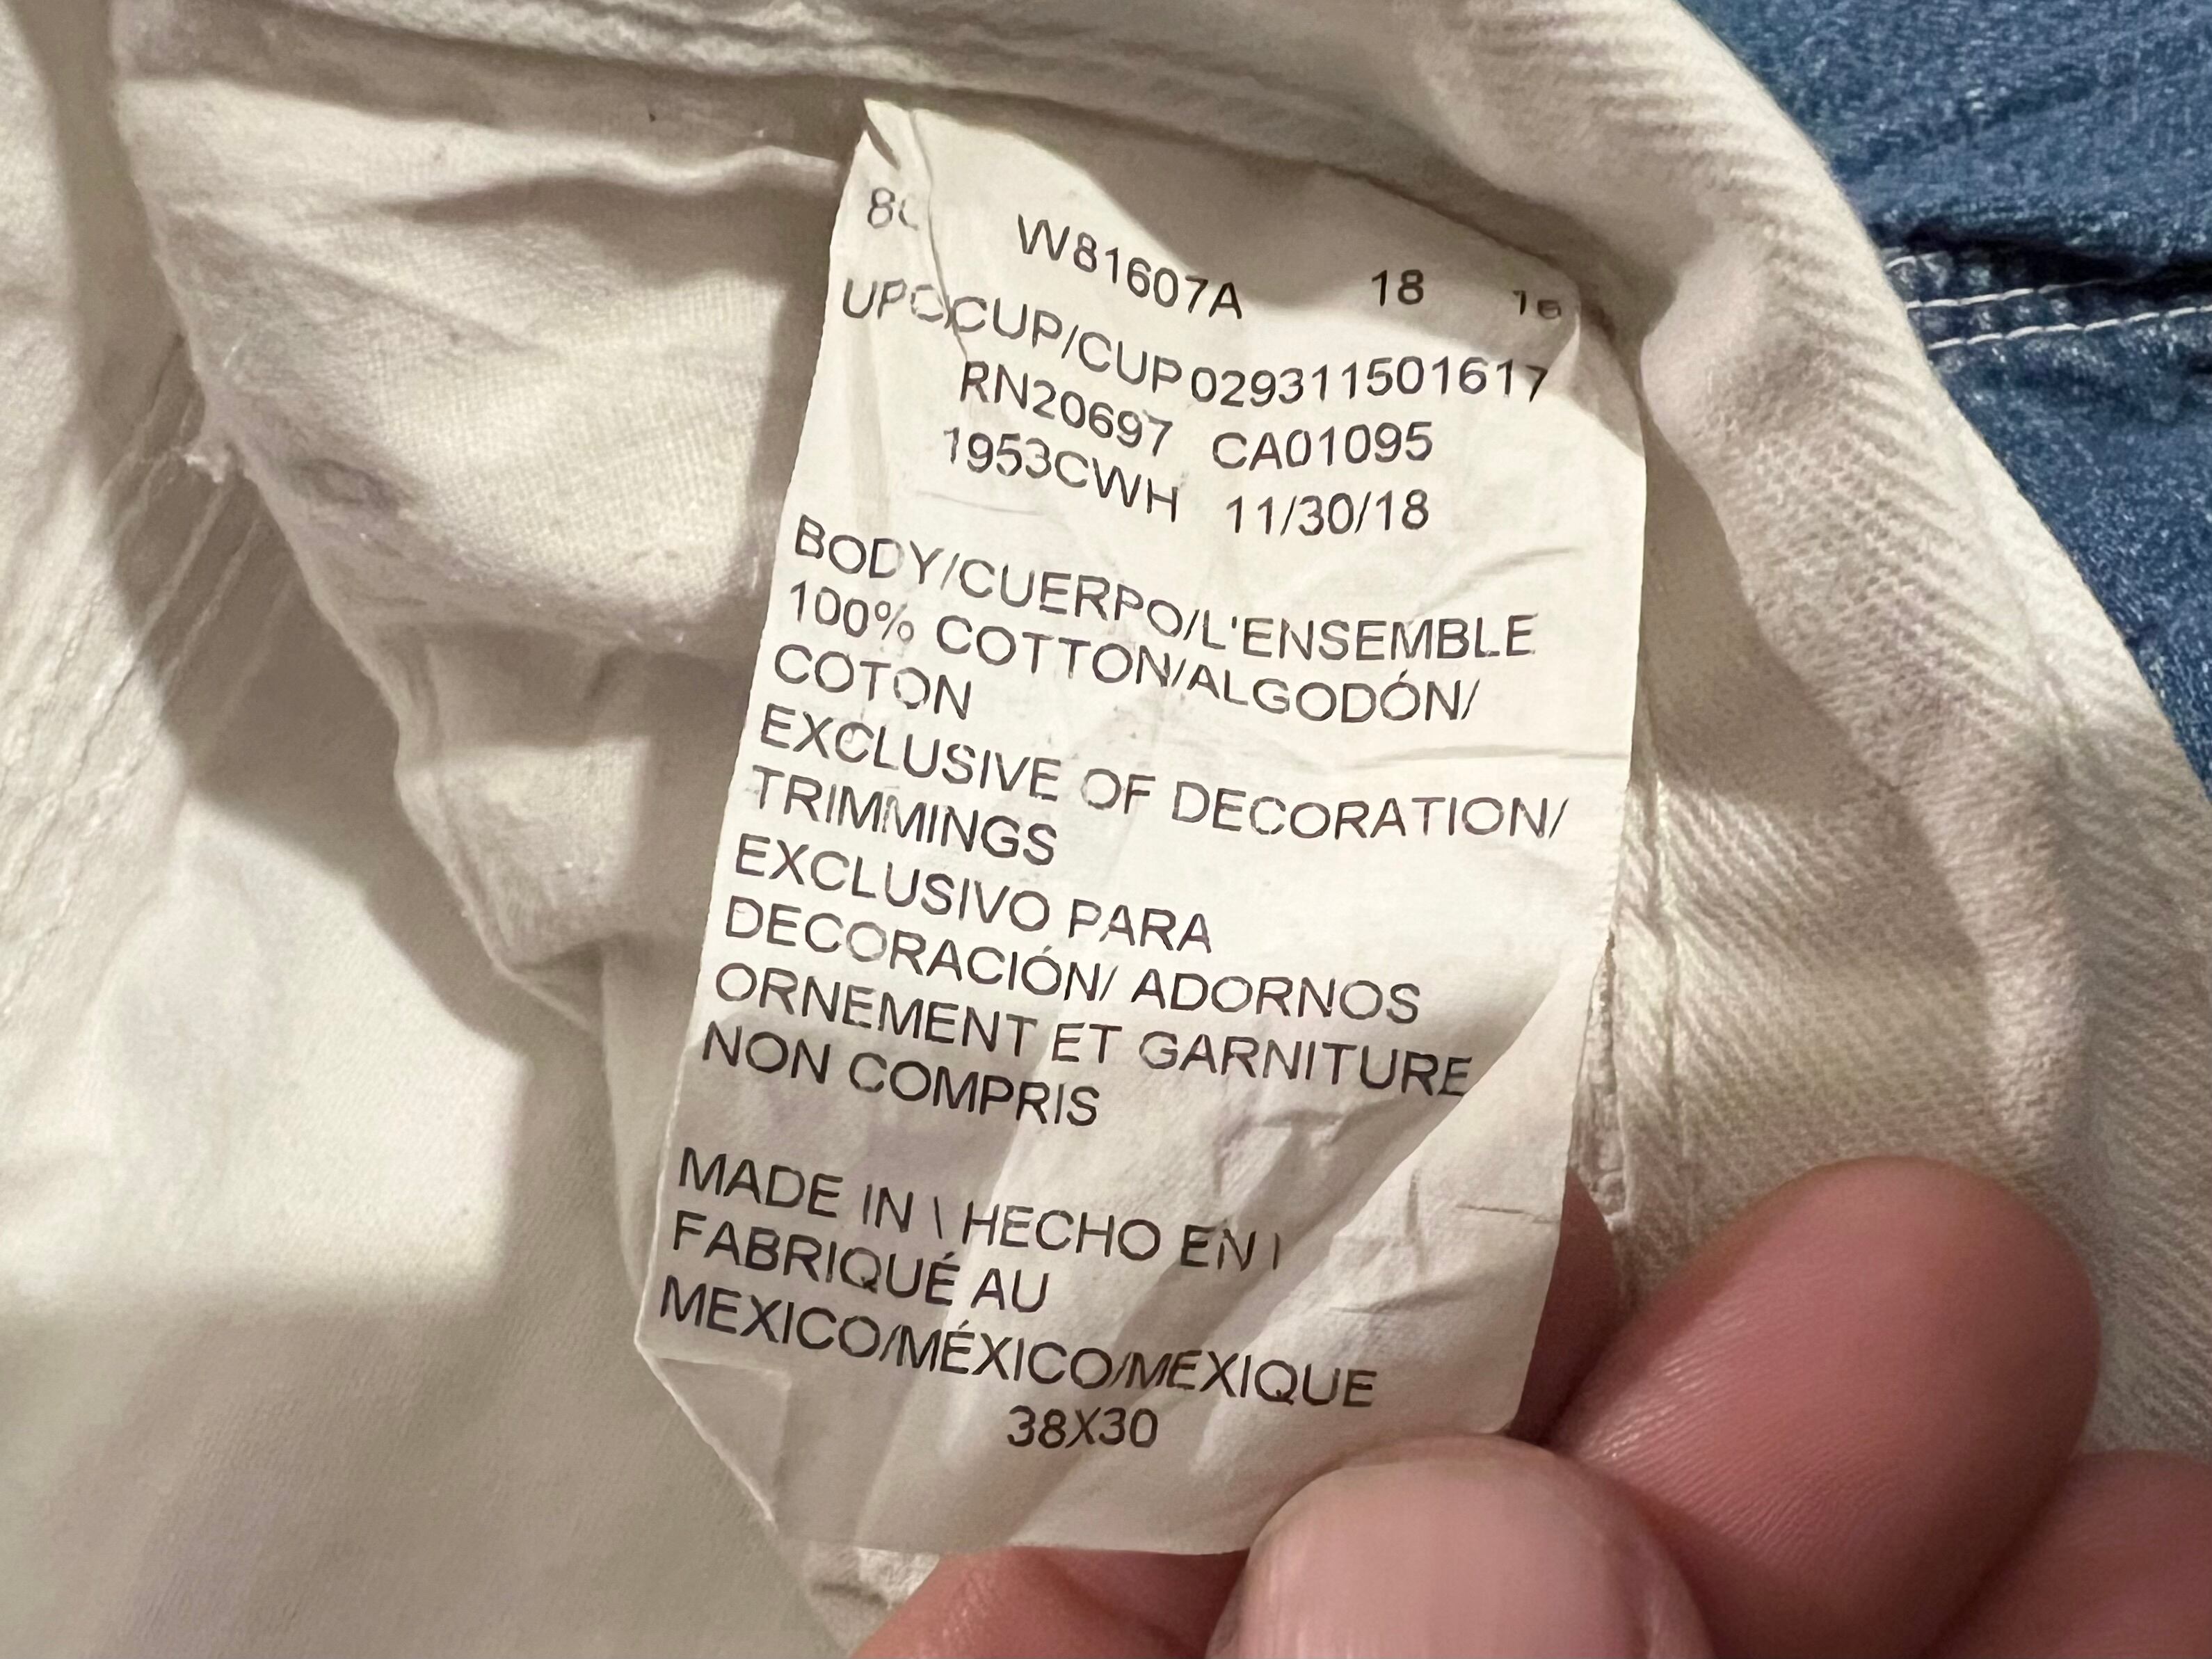 W81607A 18 16
UPC/CUP/CUP 029311501617
RN20697 CA01095
1953CWH 11/30/18
BODY/CUERPO/L'ENSEMBLE
100% COTTON/ALGODÓN/
COTON
EXCLUSIVE OF DECORATION/
TRIMMINGS
EXCLUSIVO PARA
DECORACIÓN/ ADORNOS
ORNEMENT ET GARNITURE
NON COMPRIS
MADE IN \ HECHO EN \
FABRIQUÉ AU
MEXICO/MÉXICO/MEXIQUE
38X30